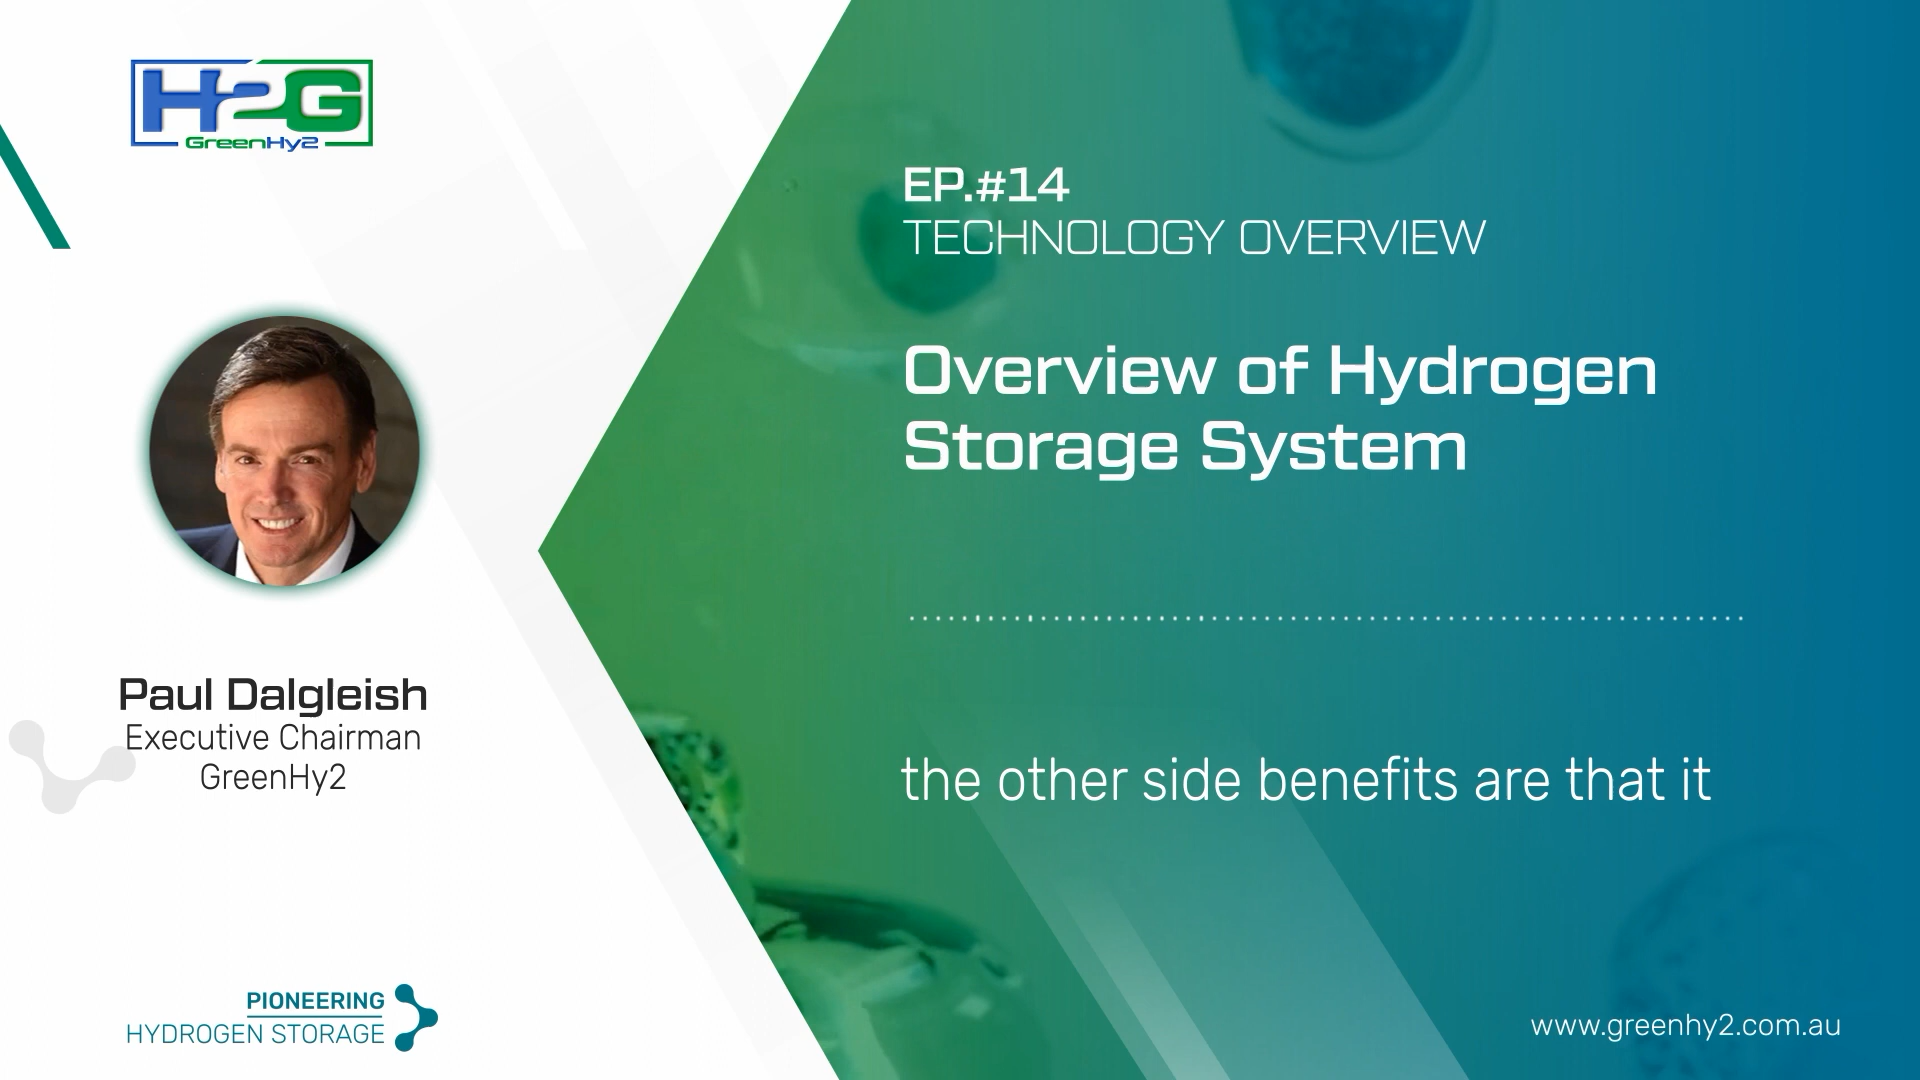 H2G
GreenHy2
EP.#14
TECHNOLOGY OVERVIEW
Overview of Hydrogen
Storage System
Paul Dalgleish
Executive Chairman
GreenHy2
the other side benefits are that it
PIONEERING
HYDROGEN STORAGE
www.greenhy2.com.au